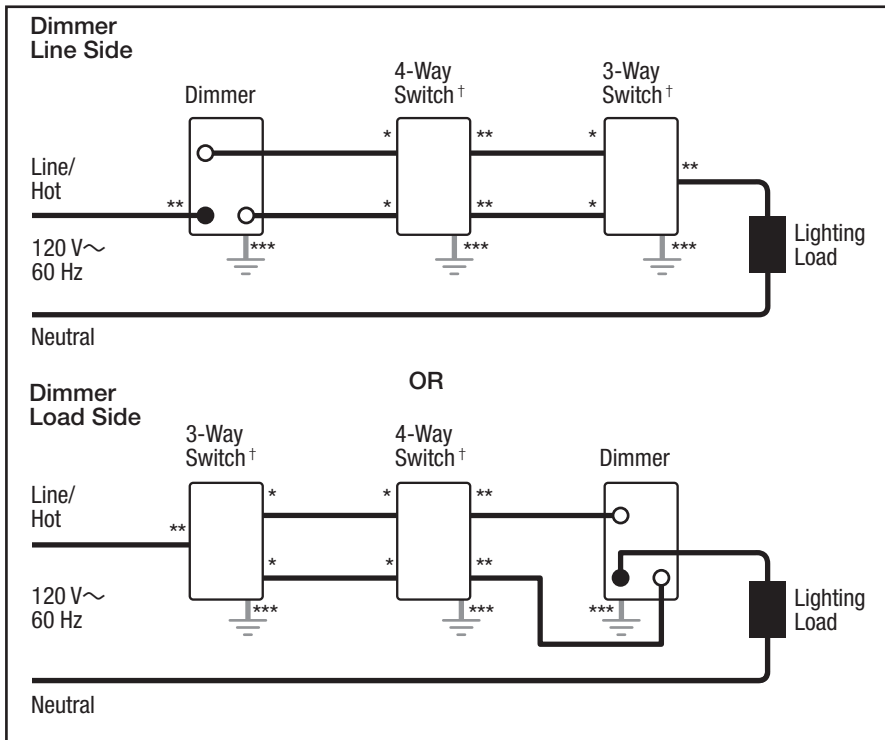 Dimmer
Line Side
Dimmer
4-Way
Switch†
3-Way
Switch†
Line/
Hot
**
*
**
*
**
*
**
*
***
***
***
120 V～
60 Hz
Lighting
Load
Neutral
OR
Dimmer
Load Side
3-Way
Switch†
4-Way
Switch†
Dimmer
Line/
Hot
**
*
*
**
*
*
**
***
***
***
120 V～
60 Hz
Lighting
Load
Neutral